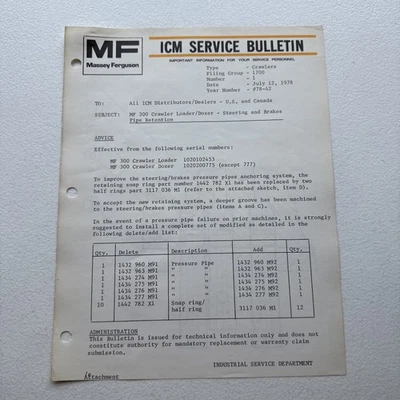 MF
Massey Ferguson
ICM SERVICE BULLETIN
IMPORTANT INFORMATION FOR YOUR SERVICE PERSONNEL
Type - Crawlers
Filing Group - 1700
Number - 1
Date - July 12, 1978
Year Number - #78-42
TO: All ICM Distributors/Dealers - U.S. and Canada
SUBJECT: MF 300 Crawler Loader/Dozer - Steering and Brakes
Pipe Retention
ADVICE
Effective from the following serial numbers:
MF 300 Crawler Loader 1020102453
MF 300 Crawler Dozer 1020200775 (except 777)
To improve the steering/brakes pressure pipes anchoring system, the
retaining soap ring part number 1442 782 X1 has been replaced by two
half rings part 3117 036 M1 (refer to the attached sketch, item D).
To accept the new retaining system, a deeper groove has been machined
to the steering/brakes pressure pipes (items A and C).
In the event of a pressure pipe failure on prior machines, it is strongly
suggested to install a complete set of modified as detailed in the
following delete/add list:
Qty. Delete Description Add Qty.
1 1432 960 M91 Pressure Pipe 1432 960 M92 1
1 1432 963 M91 " " 1432 963 M92 1
1 1434 274 M91 " " 1434 274 M92 1
1 1434 275 M91 " " 1434 275 M92 1
1 1434 276 M91 " " 1434 276 M92 1
1 1434 277 M91 " " 1434 277 M92 1
10 1442 782 X1 Snap ring/
half ring 3117 036 M1 12
ADMINISTRATION
This Bulletin is issued for technical information only and does not
constitute authority for mandatory replacement or warranty claim
submission.
INDUSTRIAL SERVICE DEPARTMENT
Attachment